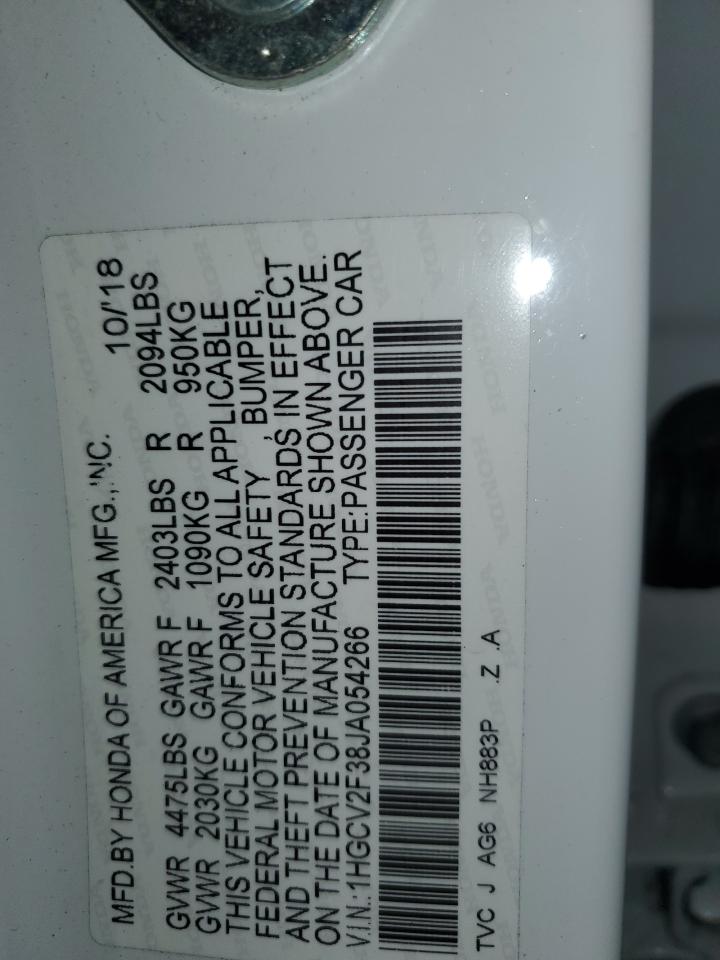 MFD.BY HONDA OF AMERICA MFG.,INC. 10/'18
GVWR 4475LBS GAWR F 2403LBS R 2094LBS
GVWR 2030KG GAWR F 1090KG R 950KG
THIS VEHICLE CONFORMS TO ALL APPLICABLE
FEDERAL MOTOR VEHICLE SAFETY , BUMPER,
AND THEFT PREVENTION STANDARDS IN EFFECT
ON THE DATE OF MANUFACTURE SHOWN ABOVE.
V.I.N.:1HGCV2F38JA054266 TYPE:PASSENGER CAR
TVC J AG6 NH883P .Z .A